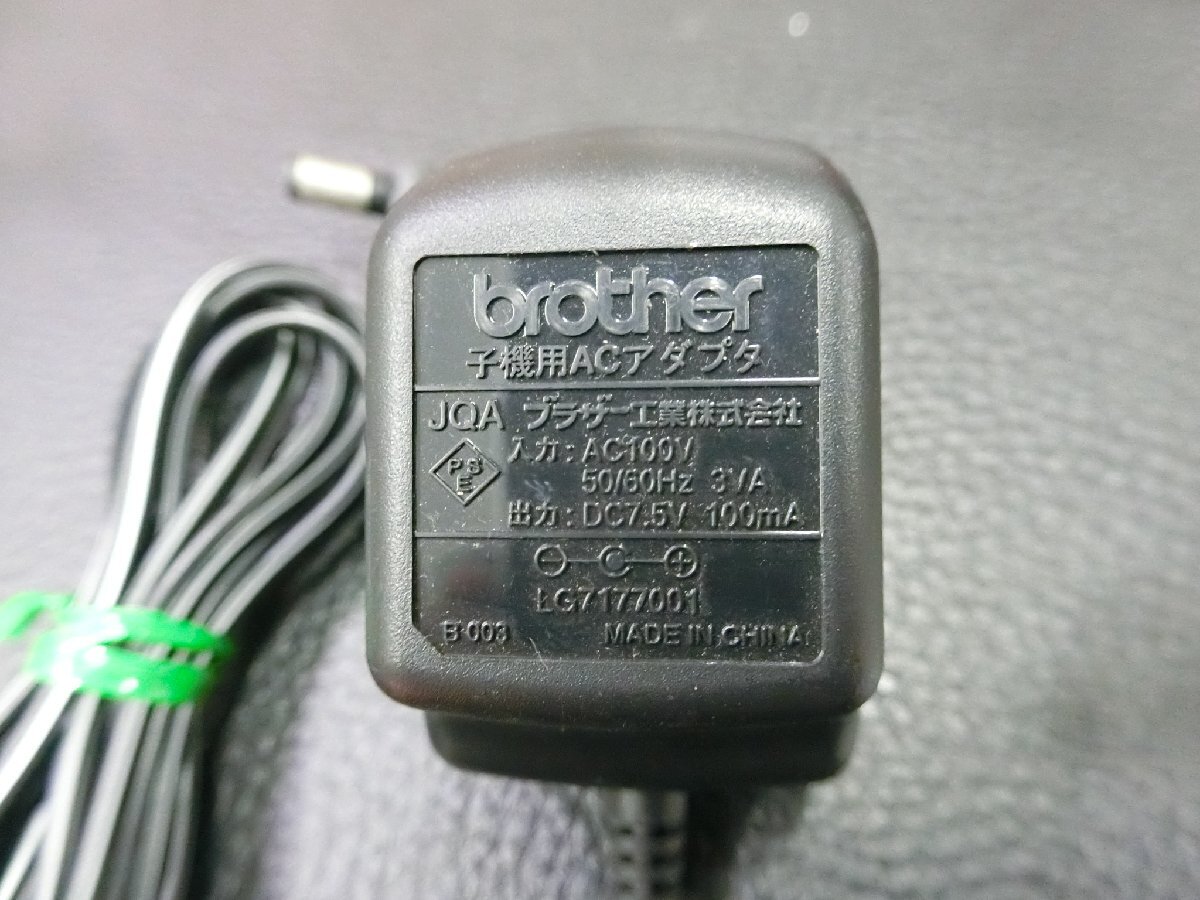 brother
子機用ACアダプタ
JQA ブラザー工業株式会社
PSE
入力：AC100V
50/60Hz 3VA
出力：DC7.5V 100mA
LG7177001
B 003 MADE IN CHINA